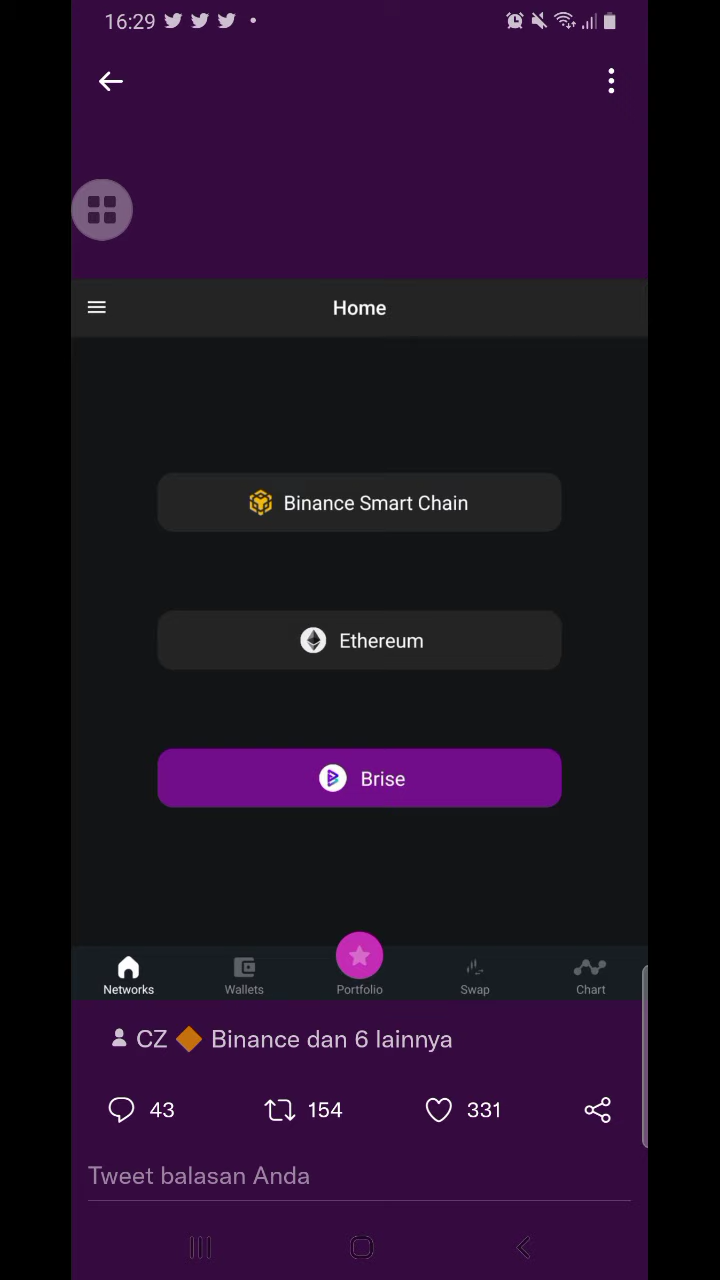 16:29
Home
Binance Smart Chain
Ethereum
Brise
Networks Wallets Portfolio Swap Chart
CZ 🔶 Binance dan 6 lainnya
43 154 331
Tweet balasan Anda